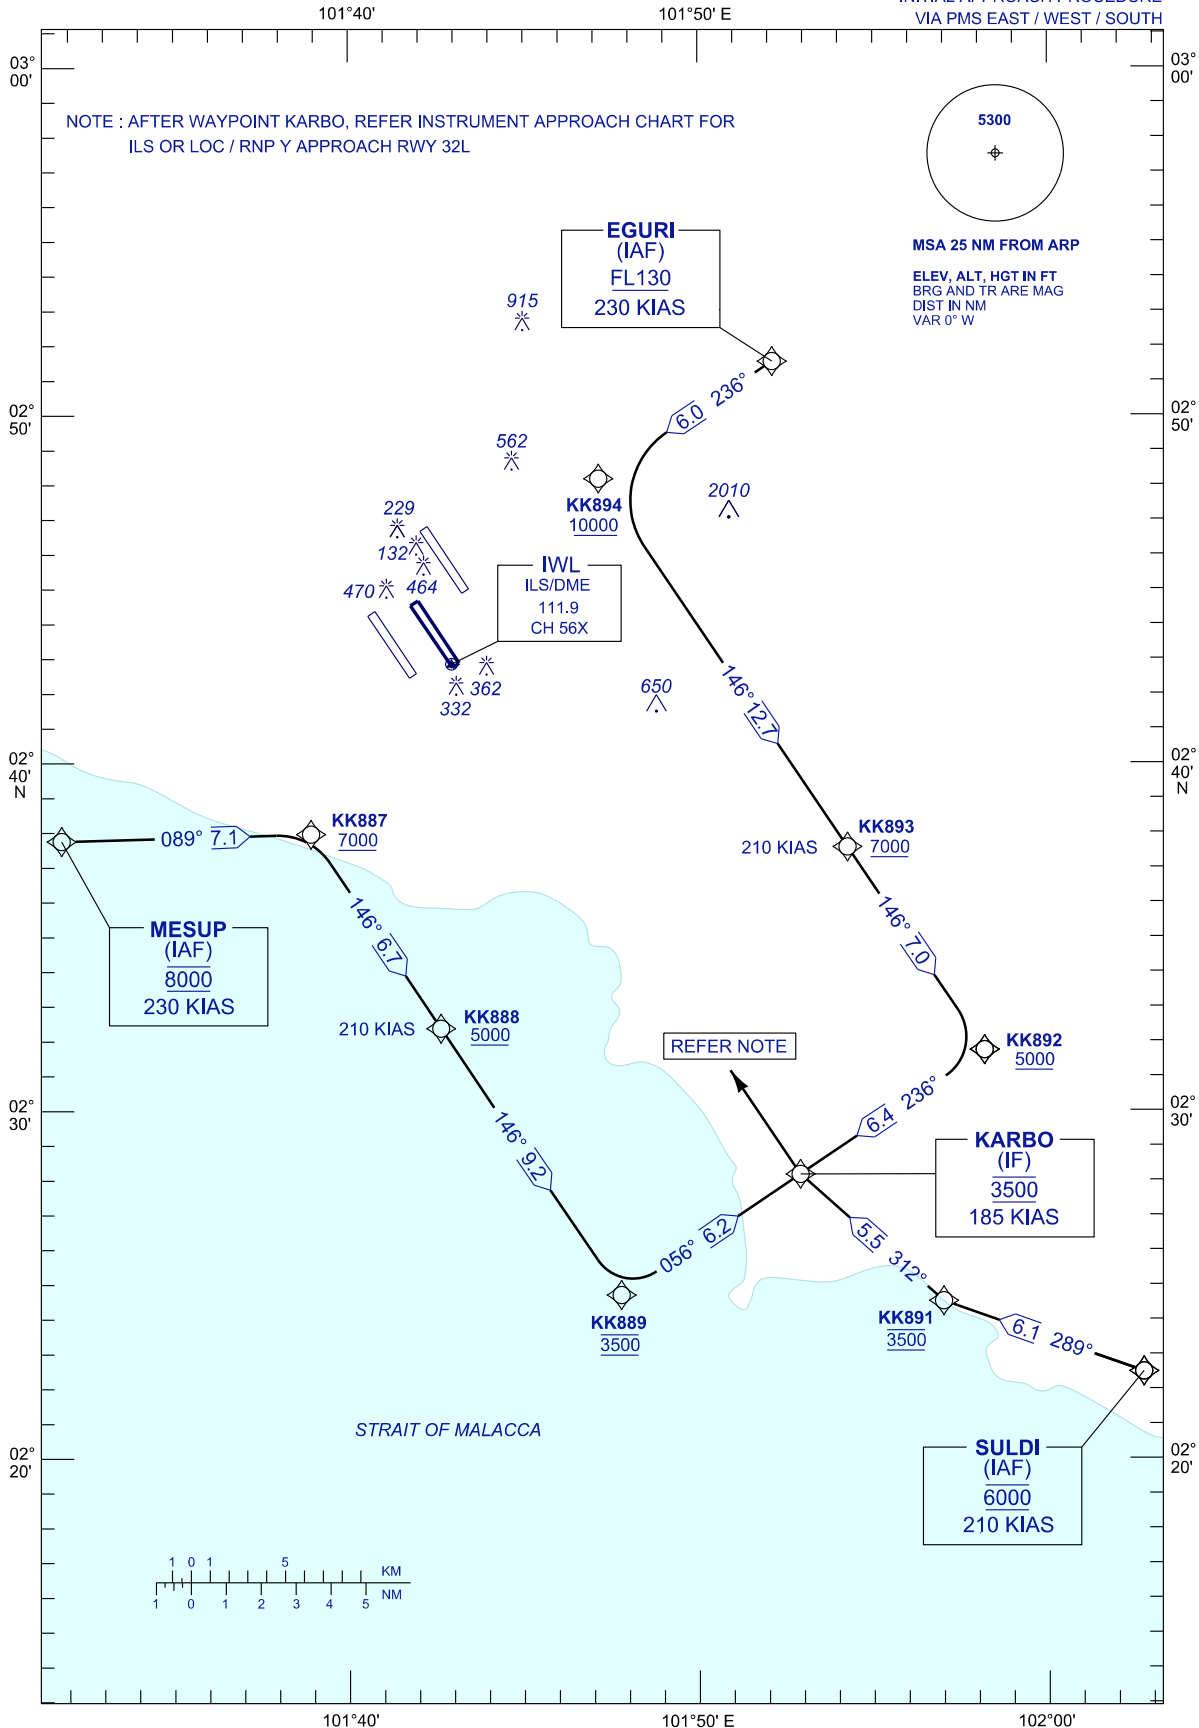 INITIAL APPROACH PROCEDURE
VIA PMS EAST / WEST / SOUTH
101°40'
101°50' E
03°
00'
03°
00'
NOTE : AFTER WAYPOINT KARBO, REFER INSTRUMENT APPROACH CHART FOR
ILS OR LOC / RNP Y APPROACH RWY 32L
5300
MSA 25 NM FROM ARP
ELEV, ALT, HGT IN FT
BRG AND TR ARE MAG
DIST IN NM
VAR 0° W
EGURI
(IAF)
FL130
230 KIAS
915
6.0 236°
02°
50'
02°
50'
562
KK894
10000
2010
229
132
464
470
IWL
ILS/DME
111.9
CH 56X
362
332
650
146° 12.7
02°
40'
N
02°
40'
N
089° 7.1
KK887
7000
210 KIAS
KK893
7000
MESUP
(IAF)
8000
230 KIAS
146° 6.7
146° 7.0
210 KIAS
KK888
5000
REFER NOTE
KK892
5000
02°
30'
02°
30'
146° 9.2
6.4 236°
KARBO
(IF)
3500
185 KIAS
056° 6.2
5.5 312°
KK889
3500
KK891
3500
6.1 289°
STRAIT OF MALACCA
SULDI
(IAF)
6000
210 KIAS
02°
20'
02°
20'
1 0 1 5 KM
1 0 1 2 3 4 5 NM
101°40'
101°50' E
102°00'